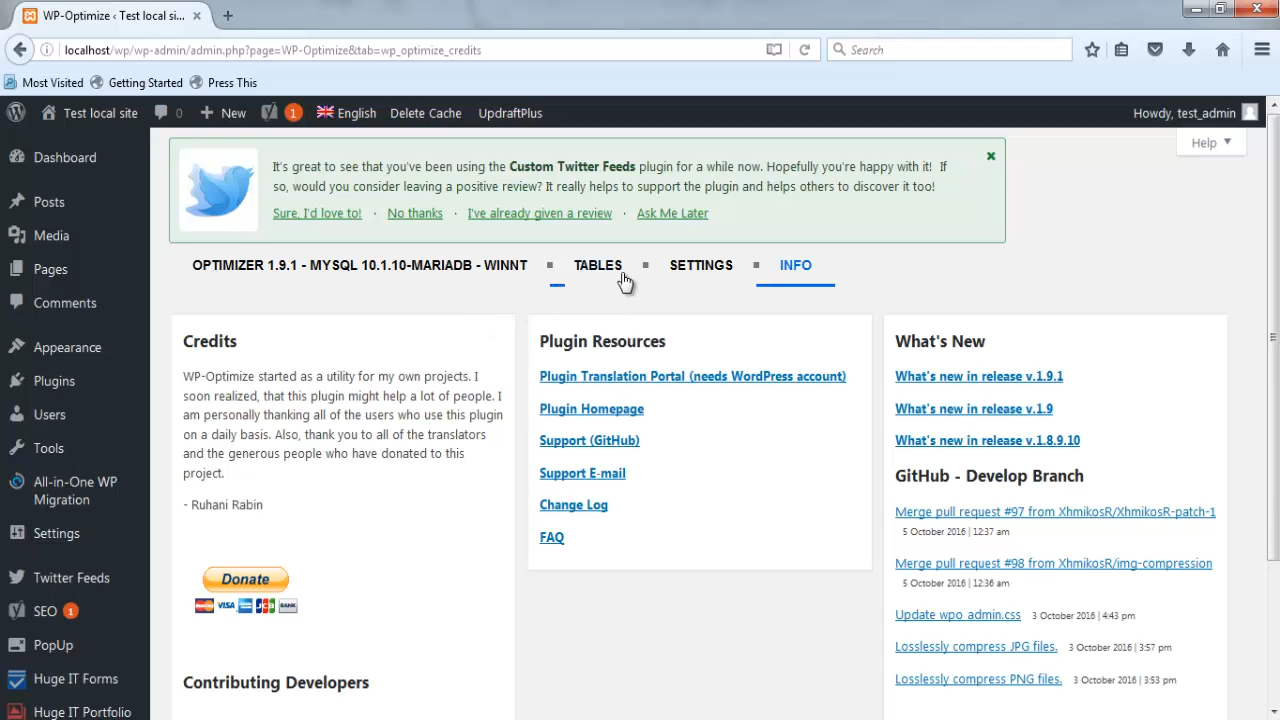 WP-Optimize ‹ Test local si...
localhost/wp/wp-admin/admin.php?page=WP-Optimize&tab=wp_optimize_credits
Search
Most Visited
Getting Started
Press This
Test local site
0
New
1
English
Delete Cache
UpdraftPlus
Howdy, test_admin
Help
Dashboard
Posts
Media
Pages
Comments
Appearance
Plugins
Users
Tools
All-in-One WP
Migration
Settings
Twitter Feeds
SEO 1
PopUp
Huge IT Forms
Huge IT Portfolio
It's great to see that you've been using the Custom Twitter Feeds plugin for a while now. Hopefully you're happy with it! If
so, would you consider leaving a positive review? It really helps to support the plugin and helps others to discover it too!
Sure, I'd love to! · No thanks · I've already given a review · Ask Me Later
OPTIMIZER 1.9.1 - MYSQL 10.1.10-MARIADB - WINNT
TABLES
SETTINGS
INFO
Credits
WP-Optimize started as a utility for my own projects. I
soon realized, that this plugin might help a lot of people. I
am personally thanking all of the users who use this plugin
on a daily basis. Also, thank you to all of the translators
and the generous people who have donated to this
project.
- Ruhani Rabin
Donate
VISA
JCB
BANK
Contributing Developers
Plugin Resources
Plugin Translation Portal (needs WordPress account)
Plugin Homepage
Support (GitHub)
Support E-mail
Change Log
FAQ
What's New
What's new in release v.1.9.1
What's new in release v.1.9
What's new in release v.1.8.9.10
GitHub - Develop Branch
Merge pull request #97 from XhmikosR/XhmikosR-patch-1
5 October 2016 | 12:37 am
Merge pull request #98 from XhmikosR/img-compression
5 October 2016 | 12:36 am
Update wpo_admin.css 3 October 2016 | 4:43 pm
Losslessly compress JPG files. 3 October 2016 | 3:57 pm
Losslessly compress PNG files. 3 October 2016 | 3:53 pm